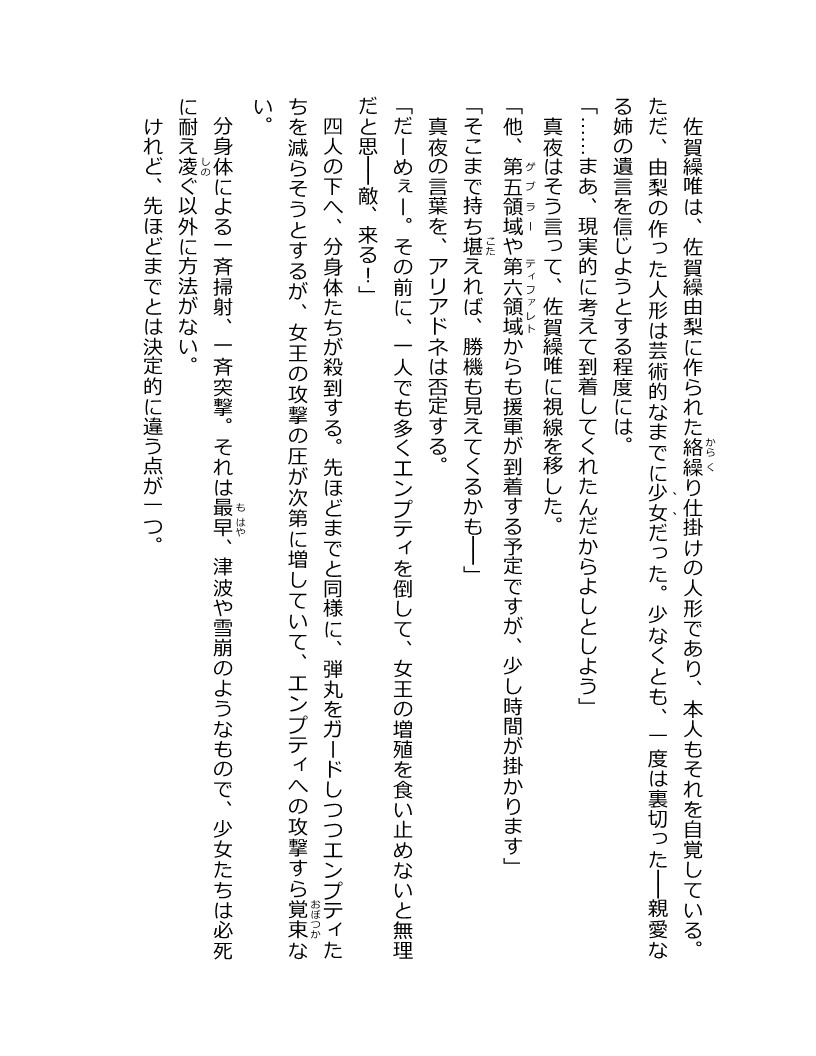 佐賀繰唯は、佐賀繰由梨に作られた絡繰り仕掛けの人形であり、本人もそれを自覚している。
ただ、由梨の作った人形は芸術的なまでに少女だった。少なくとも、一度は裏切った――親愛な
る姉の遺言を信じようとする程度には。
「……まあ、現実的に考えて到着してくれたんだからよしとしよう」
真夜はそう言って、佐賀繰唯に視線を移した。
「他、第五領域や第六領域からも援軍が到着する予定ですが、少し時間が掛かります」
「そこまで持ち堪えれば、勝機も見えてくるかも――」
真夜の言葉を、アリアドネは否定する。
「だーめぇー。その前に、一人でも多くエンプティを倒して、女王の増殖を食い止めないと無理
だと思――敵、来る！」
四人の下へ、分身体たちが殺到する。先ほどまでと同様に、弾丸をガードしつつエンプティた
ちを減らそうとするが、女王の攻撃の圧が次第に増していて、エンプティへの攻撃すら覚束な
い。
分身体による一斉掃射、一斉突撃。それは最早、津波や雪崩のようなもので、少女たちは必死
に耐え凌ぐ以外に方法がない。
けれど、先ほどまでとは決定的に違う点が一つ。